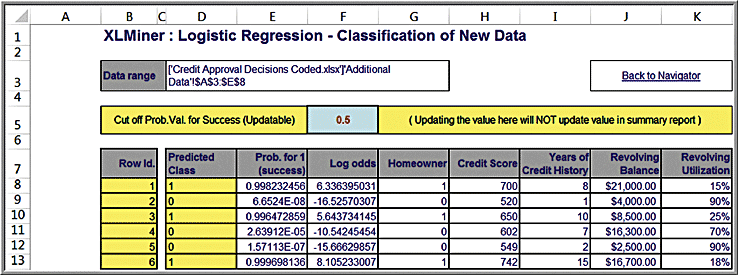 A B C D E F G H I J K
1 XLMiner : Logistic Regression - Classification of New Data
2
3 Data range ['Credit Approval Decisions Coded.xlsx']'Additional Data'!$A$3:$E$8 Back to Navigator
4
5 Cut off Prob.Val. for Success (Updatable) 0.5 ( Updating the value here will NOT update value in summary report )
6
7 Row Id. Predicted Class Prob. for 1 (success) Log odds Homeowner Credit Score Years of Credit History Revolving Balance Revolving Utilization
8 1 1 0.998232456 6.336395031 1 700 8 $21,000.00 15%
9 2 0 6.6524E-08 -16.52570307 0 520 1 $4,000.00 90%
10 3 1 0.996472859 5.643734145 1 650 10 $8,500.00 25%
11 4 0 2.63912E-05 -10.54245454 0 602 7 $16,300.00 70%
12 5 0 1.57113E-07 -15.66629857 0 549 2 $2,500.00 90%
13 6 1 0.999698136 8.105233007 1 742 15 $16,700.00 18%